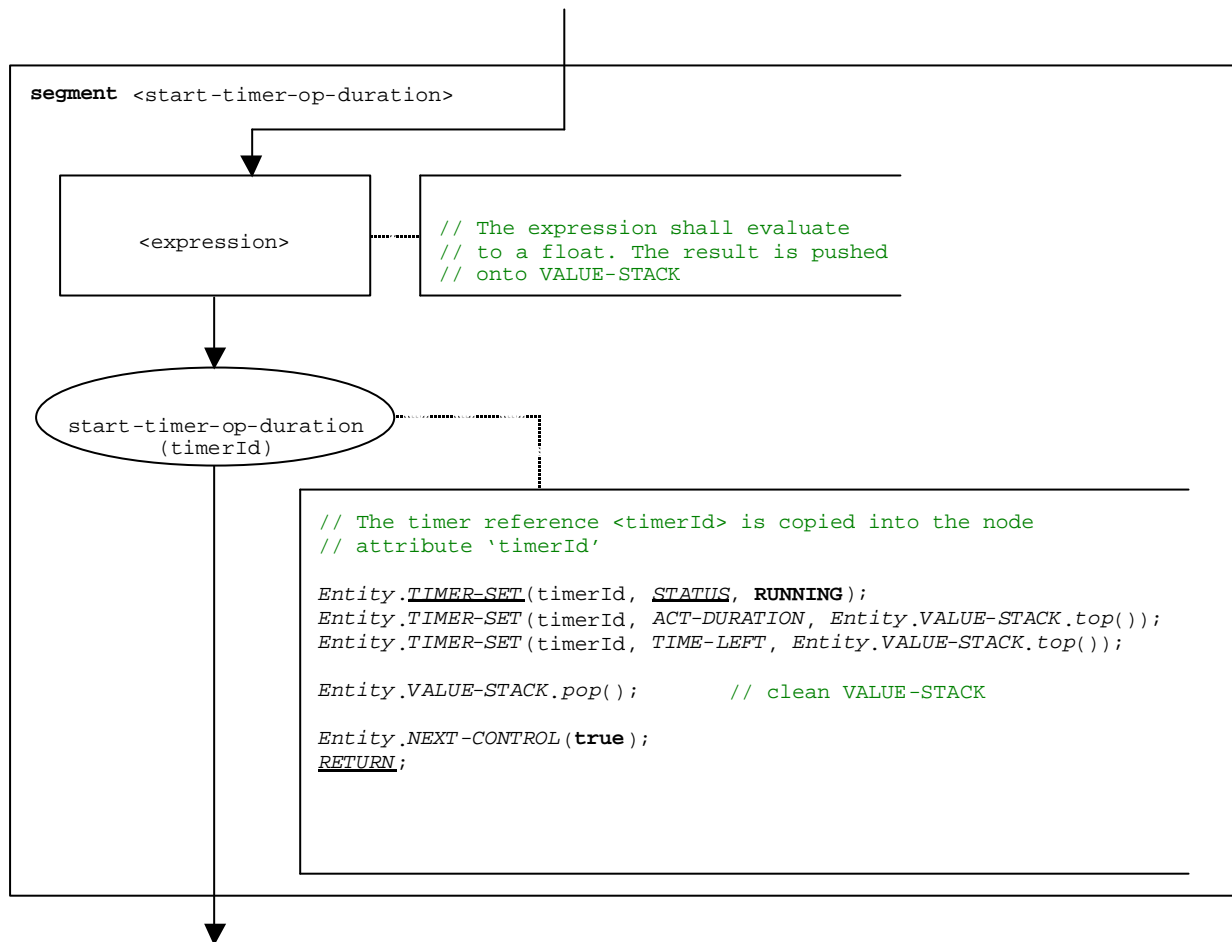 segment <start-timer-op-duration>
<expression>
// The expression shall evaluate
// to a float. The result is pushed
// onto VALUE-STACK
start-timer-op-duration
(timerId)
// The timer reference <timerId> is copied into the node
// attribute ‘timerId’
Entity.TIMER-SET(timerId, STATUS, RUNNING);
Entity.TIMER-SET(timerId, ACT-DURATION, Entity.VALUE-STACK.top());
Entity.TIMER-SET(timerId, TIME-LEFT, Entity.VALUE-STACK.top());
Entity.VALUE-STACK.pop(); // clean VALUE-STACK
Entity.NEXT-CONTROL(true);
RETURN;